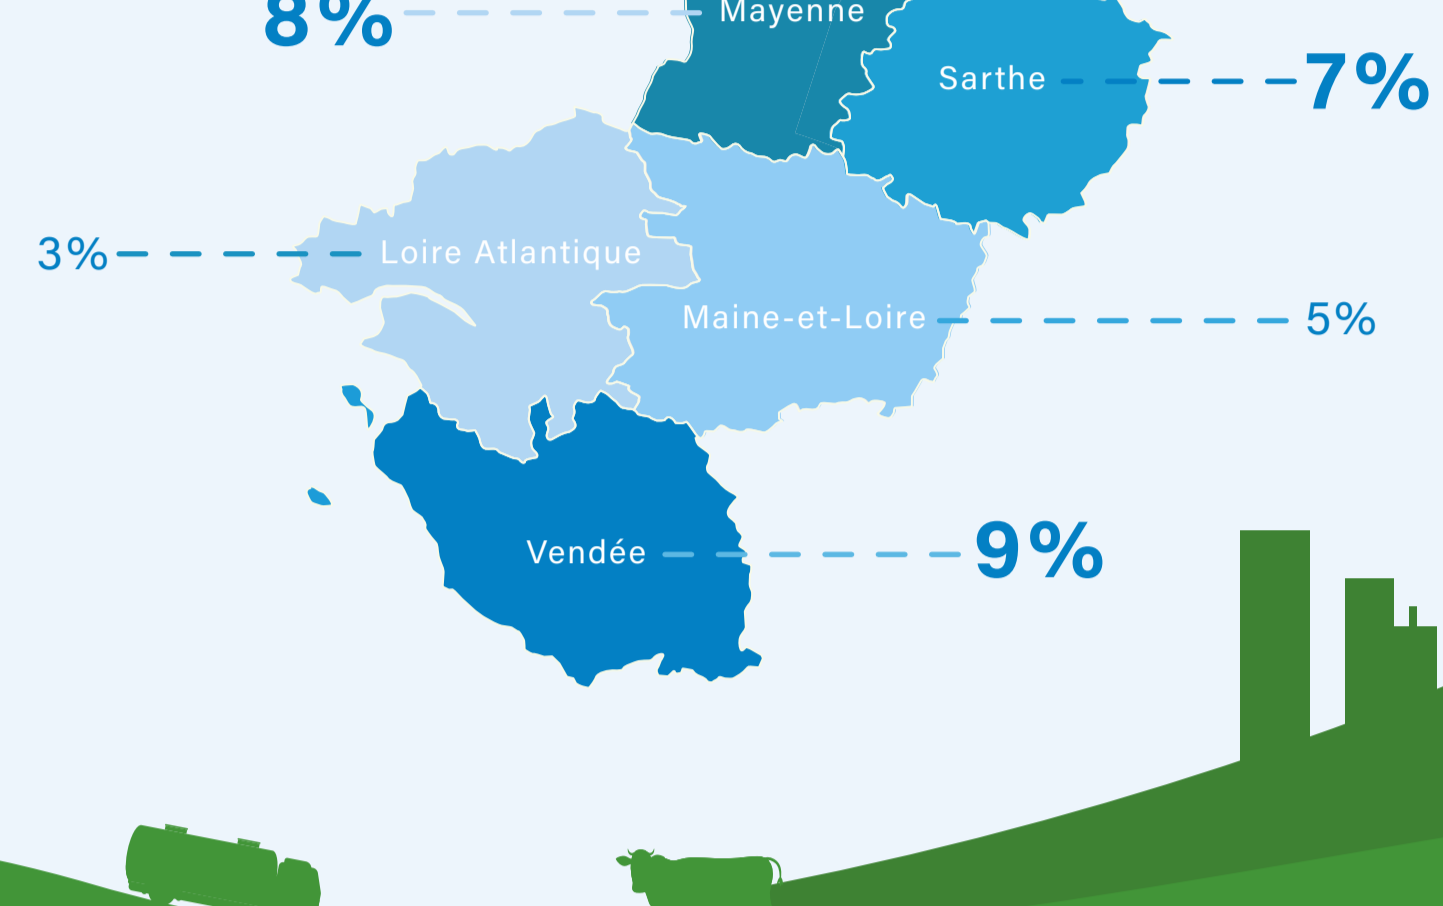 8%
Mayenne
Sarthe
7%
3%
Loire Atlantique
Maine-et-Loire
5%
Vendée
9%